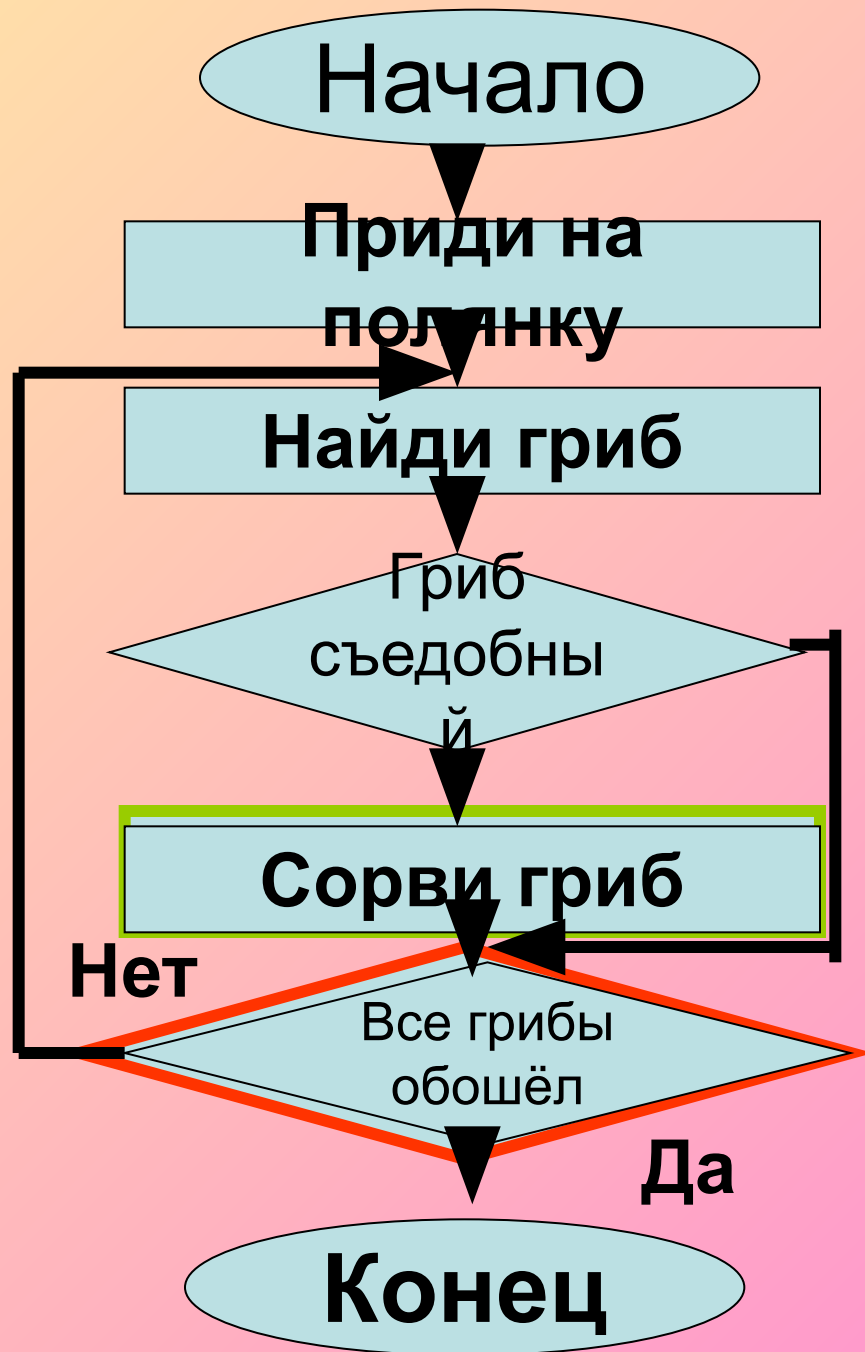 Начало
Приди на
полянку
Найди гриб
Гриб
съедобны
й
Сорви гриб
Нет
Все грибы
обошёл
Да
Конец